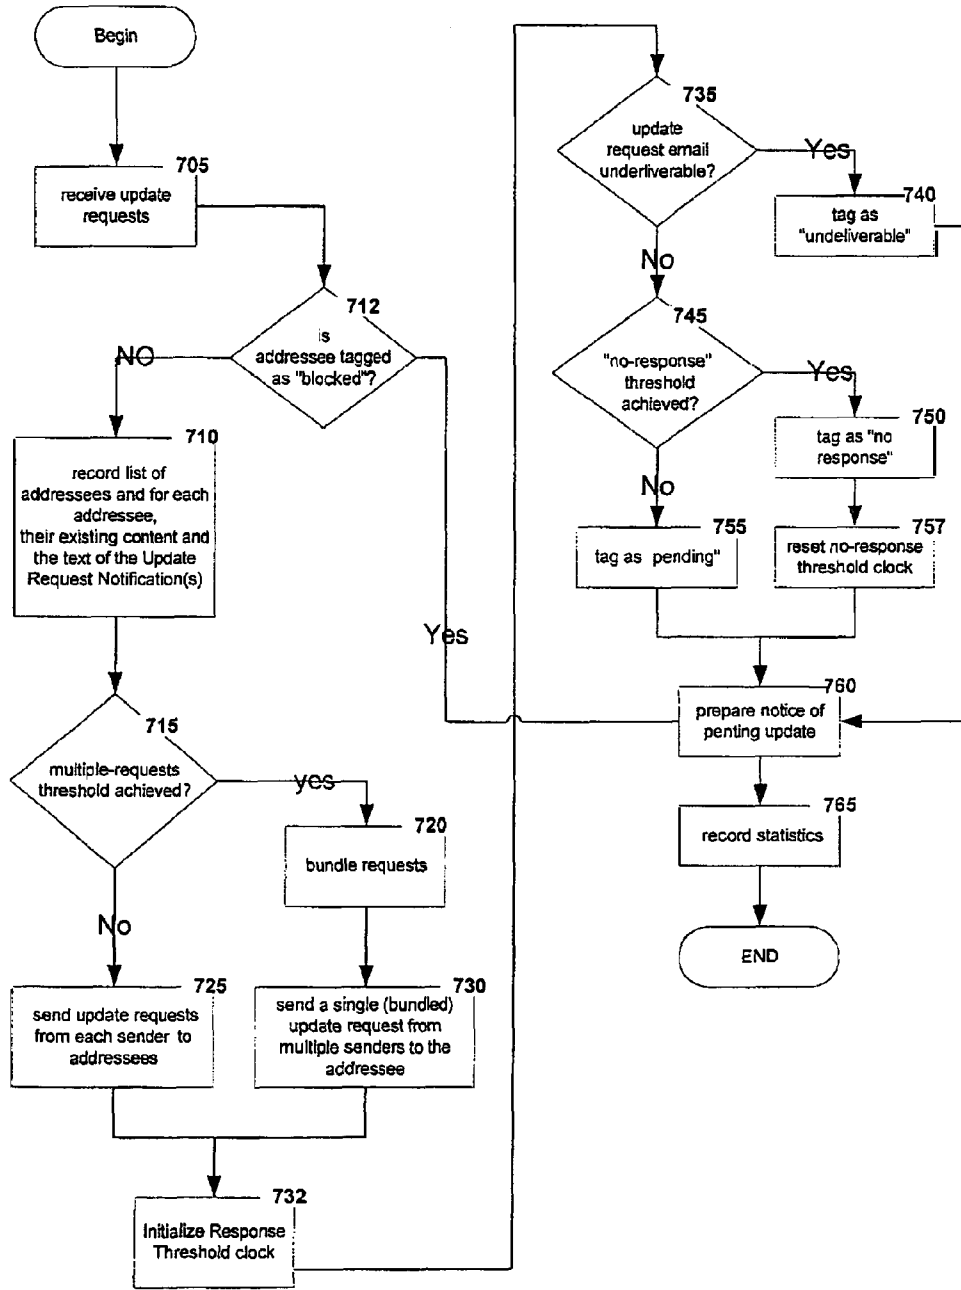 Begin
705
receive update
requests
712
is
addressee tagged
as "blocked"?
NO
Yes
710
record list of
addressees and for each
addressee,
their existing content and
the text of the Update
Request Notification(s)
715
multiple-requests
threshold achieved?
yes
No
720
bundle requests
725
send update requests
from each sender to
addressees
730
send a single (bundled)
update request from
multiple senders to the
addressee
732
Initialize Response
Threshold clock
735
update
request email
underliverable?
Yes
No
740
tag as
"undeliverable"
745
"no-response"
threshold
achieved?
Yes
No
750
tag as "no
response"
755
tag as pending"
757
reset no-response
threshold clock
760
prepare notice of
penting update
765
record statistics
END